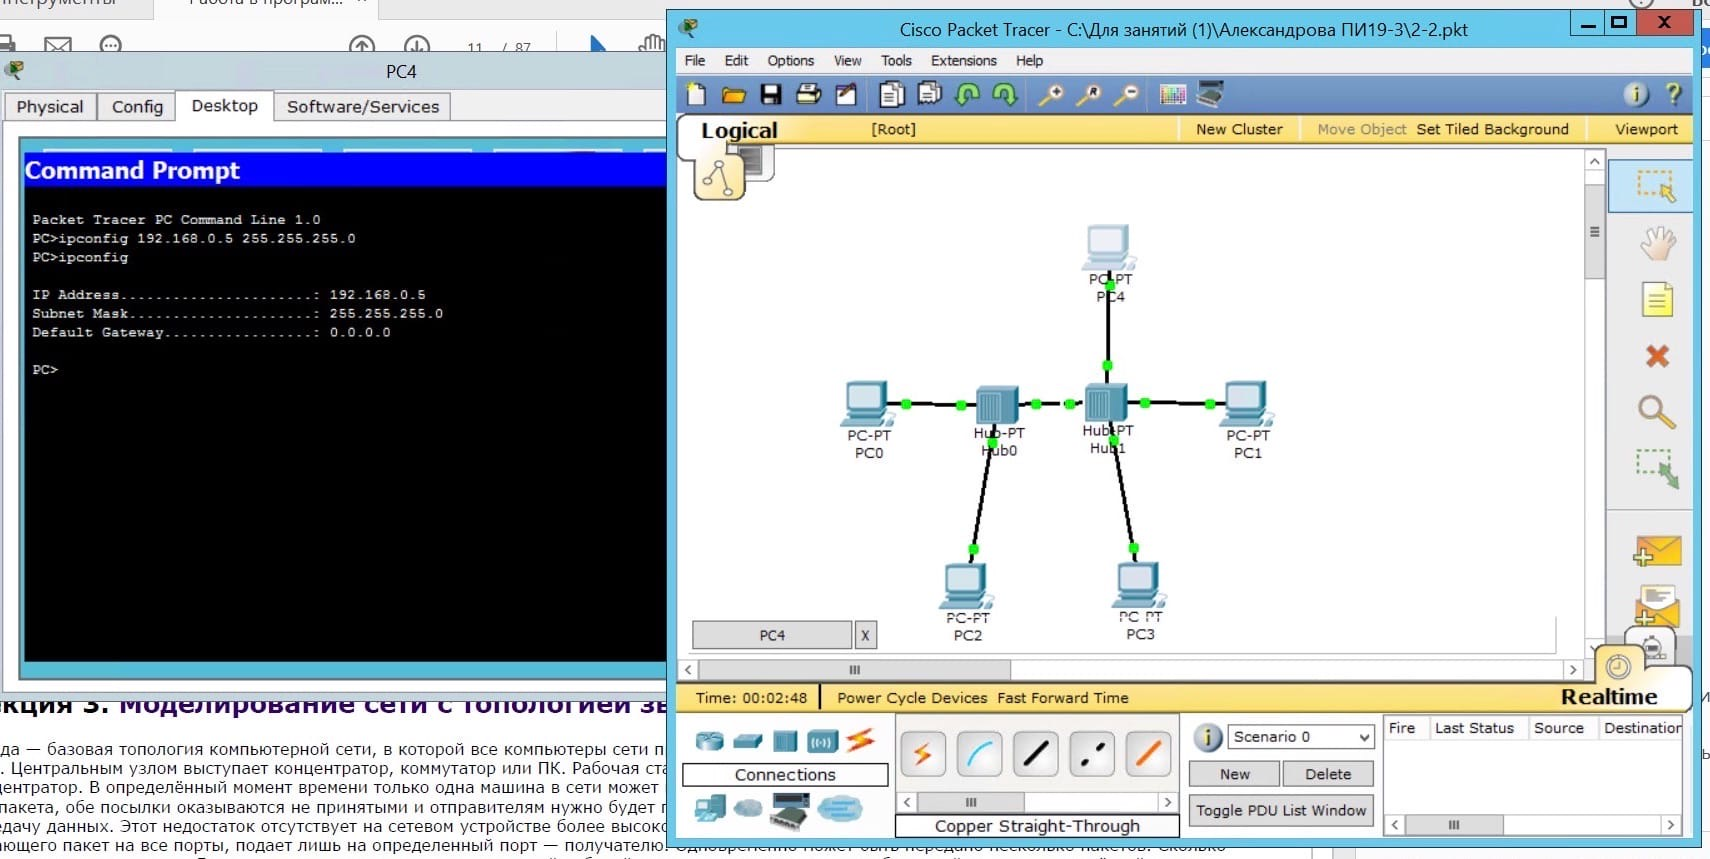 Работа в програм...
11 / 87
PC4
Physical Config Desktop Software/Services
Command Prompt
Packet Tracer PC Command Line 1.0
PC>ipconfig 192.168.0.5 255.255.255.0
PC>ipconfig
IP Address......................: 192.168.0.5
Subnet Mask.....................: 255.255.255.0
Default Gateway.................: 0.0.0.0
PC>
кция 3. Моделирование сети с топологией зв
да — базовая топология компьютерной сети, в которой все компьютеры сети п
. Центральным узлом выступает концентратор, коммутатор или ПК. Рабочая ста
центратор. В определённый момент времени только одна машина в сети может
пакета, обе посылки оказываются не принятыми и отправителям нужно будет п
едачу данных. Этот недостаток отсутствует на сетевом устройстве более высоко
ающего пакет на все порты, подает лишь на определенный порт — получателю.
Cisco Packet Tracer - C:\Для занятий (1)\Александрова ПИ19-3\2-2.pkt
File Edit Options View Tools Extensions Help
Logical [Root] New Cluster Move Object Set Tiled Background Viewport
PC-PT
PC4
PC-PT
PC0
Hub-PT
Hub0
Hub-PT
Hub1
PC-PT
PC1
PC-PT
PC2
PC-PT
PC3
PC4 X
Time: 00:02:48 Power Cycle Devices Fast Forward Time Realtime
Connections
Copper Straight-Through
Scenario 0
New Delete
Toggle PDU List Window
Fire Last Status Source Destination